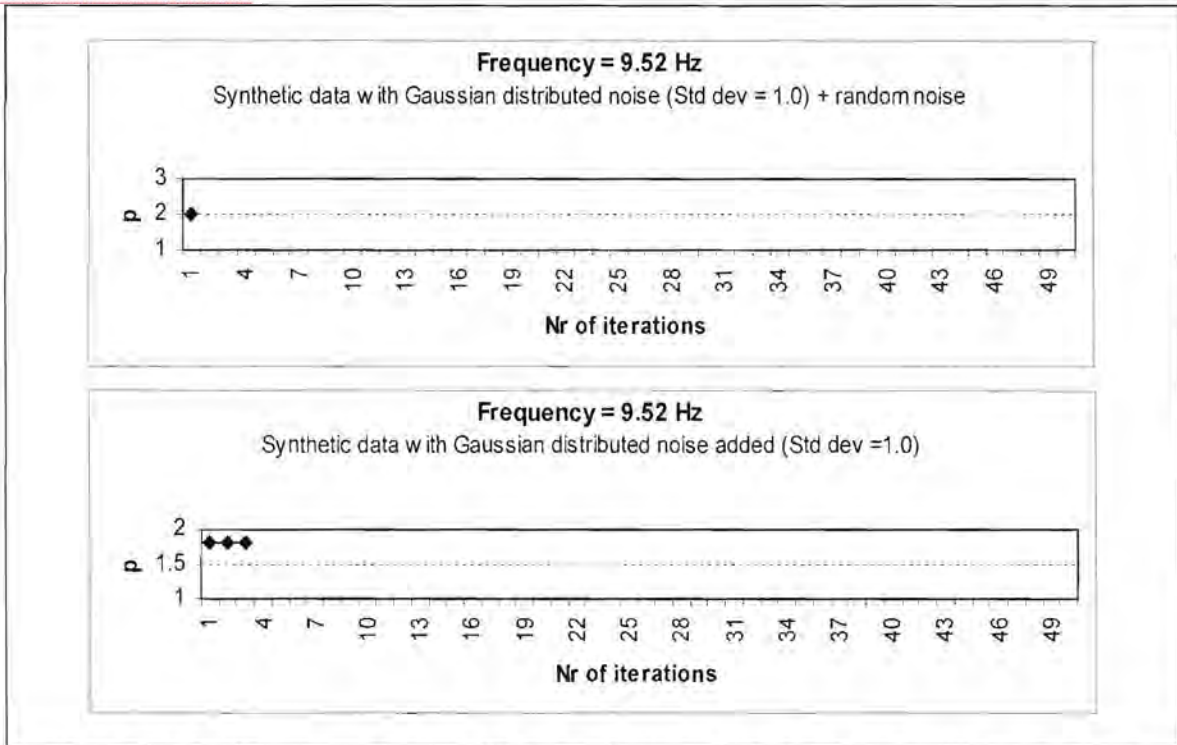 Frequency = 9.52 Hz
Synthetic data with Gaussian distributed noise (Std dev = 1.0) + random noise
3
2
1
p
1 4 7 10 13 16 19 22 25 28 31 34 37 40 43 46 49
Nr of iterations
Frequency = 9.52 Hz
Synthetic data with Gaussian distributed noise added (Std dev =1.0)
2
1.5
1
p
1 4 7 10 13 16 19 22 25 28 31 34 37 40 43 46 49
Nr of iterations